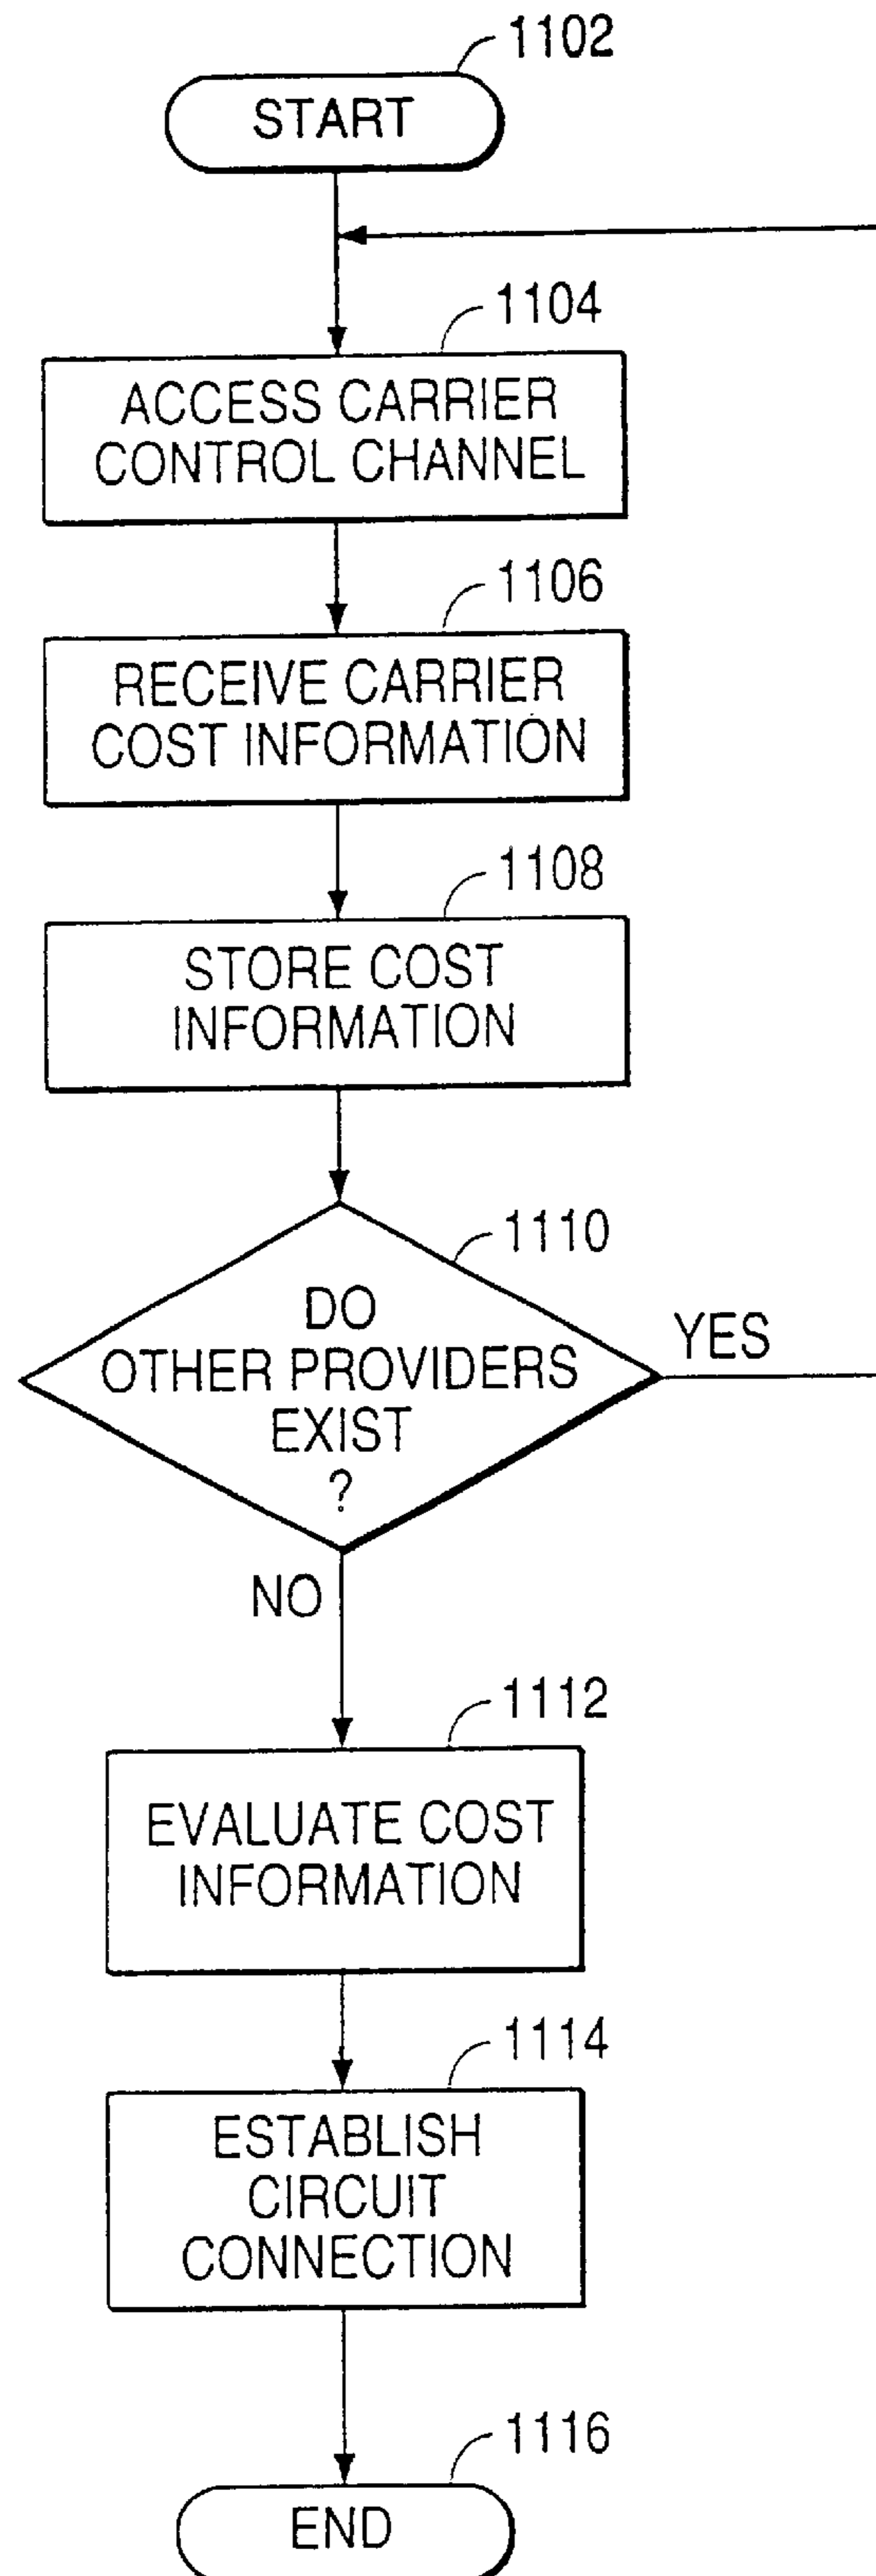 1102
START
1104
ACCESS CARRIER
CONTROL CHANNEL
1106
RECEIVE CARRIER
COST INFORMATION
1108
STORE COST
INFORMATION
1110
DO
OTHER PROVIDERS
EXIST
?
YES
NO
1112
EVALUATE COST
INFORMATION
1114
ESTABLISH
CIRCUIT
CONNECTION
1116
END